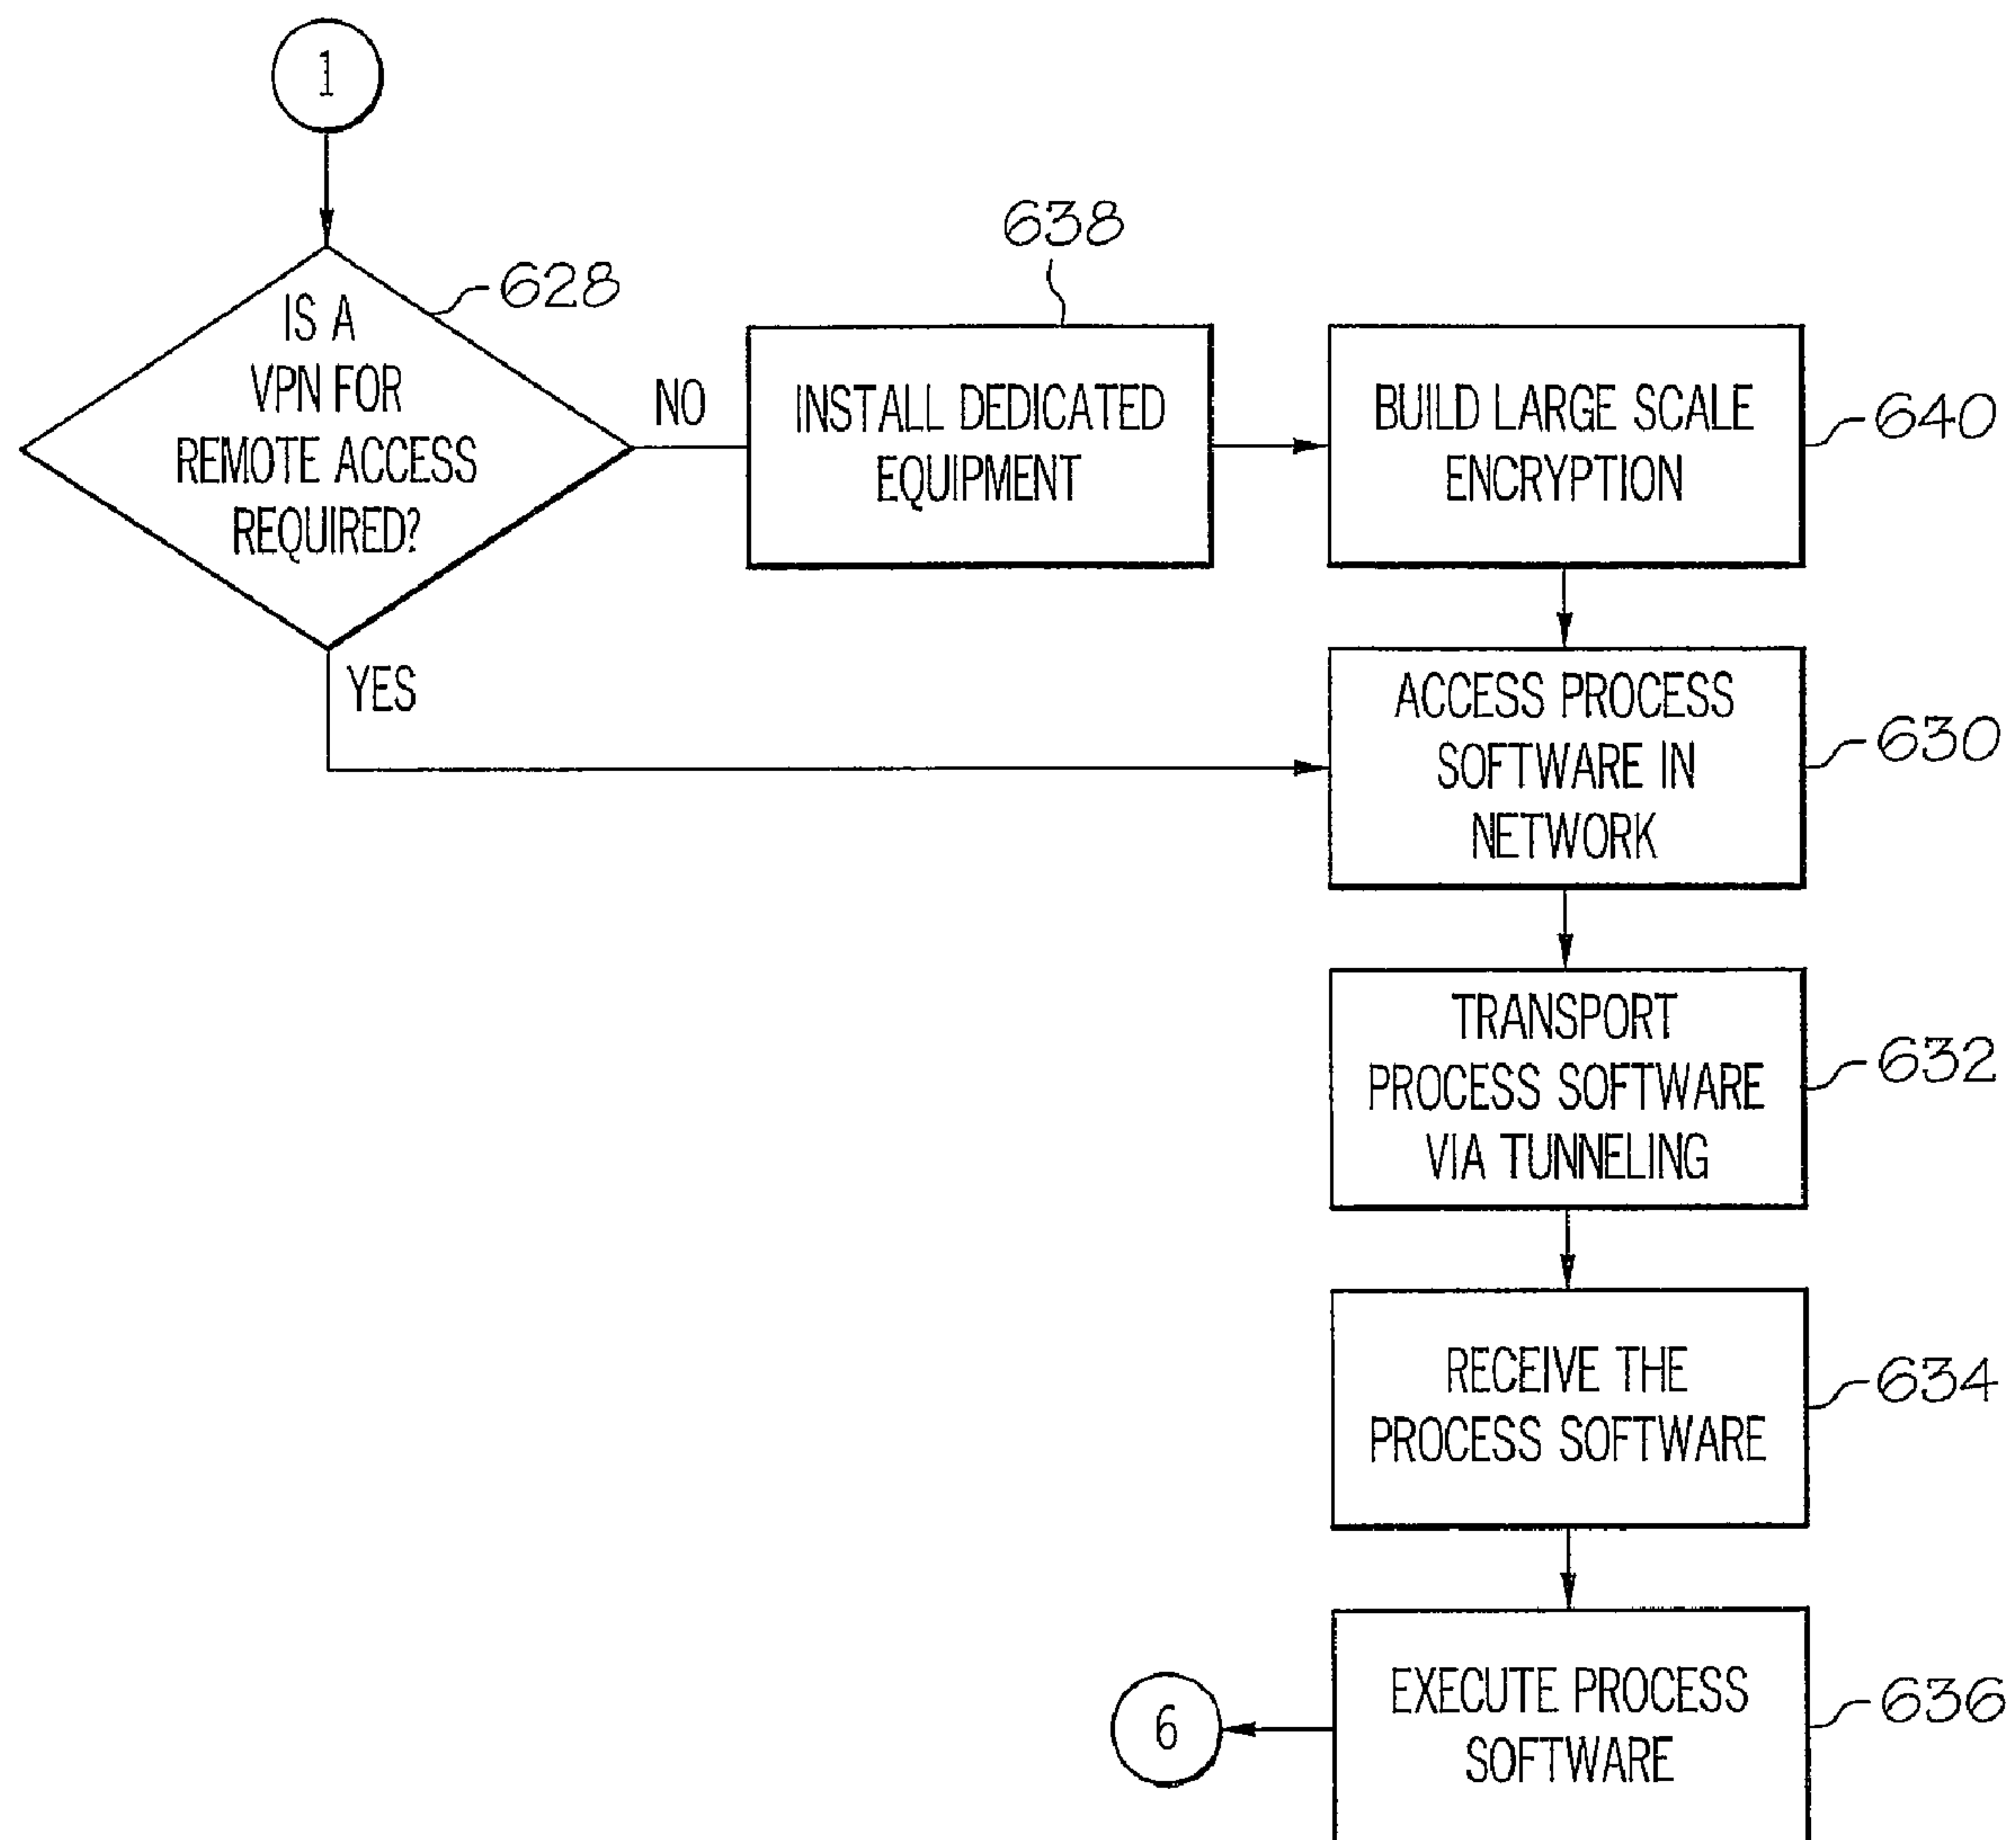 1
628
IS A
VPN FOR
REMOTE ACCESS
REQUIRED?
NO
YES
638
INSTALL DEDICATED
EQUIPMENT
BUILD LARGE SCALE
ENCRYPTION
640
ACCESS PROCESS
SOFTWARE IN
NETWORK
630
TRANSPORT
PROCESS SOFTWARE
VIA TUNNELING
632
RECEIVE THE
PROCESS SOFTWARE
634
EXECUTE PROCESS
SOFTWARE
636
6